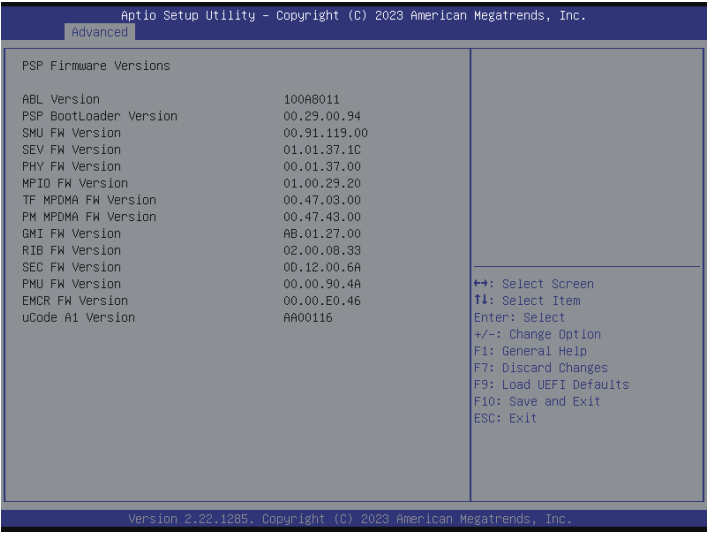 Aptio Setup Utility – Copyright (C) 2023 American Megatrends, Inc.
Advanced
PSP Firmware Versions
ABL Version 100A8011
PSP BootLoader Version 00.29.00.94
SMU FW Version 00.91.119.00
SEV FW Version 01.01.37.1C
PHY FW Version 00.01.37.00
MPIO FW Version 01.00.29.20
TF MPDMA FW Version 00.47.03.00
PM MPDMA FW Version 00.47.43.00
GMI FW Version AB.01.27.00
RIB FW Version 02.00.08.33
SEC FW Version 0D.12.00.6A
PMU FW Version 00.00.90.4A
EMCR FW Version 00.00.E0.46
uCode A1 Version AA00116
↔: Select Screen
↑↓: Select Item
Enter: Select
+/-: Change Option
F1: General Help
F7: Discard Changes
F9: Load UEFI Defaults
F10: Save and Exit
ESC: Exit
Version 2.22.1285. Copyright (C) 2023 American Megatrends, Inc.